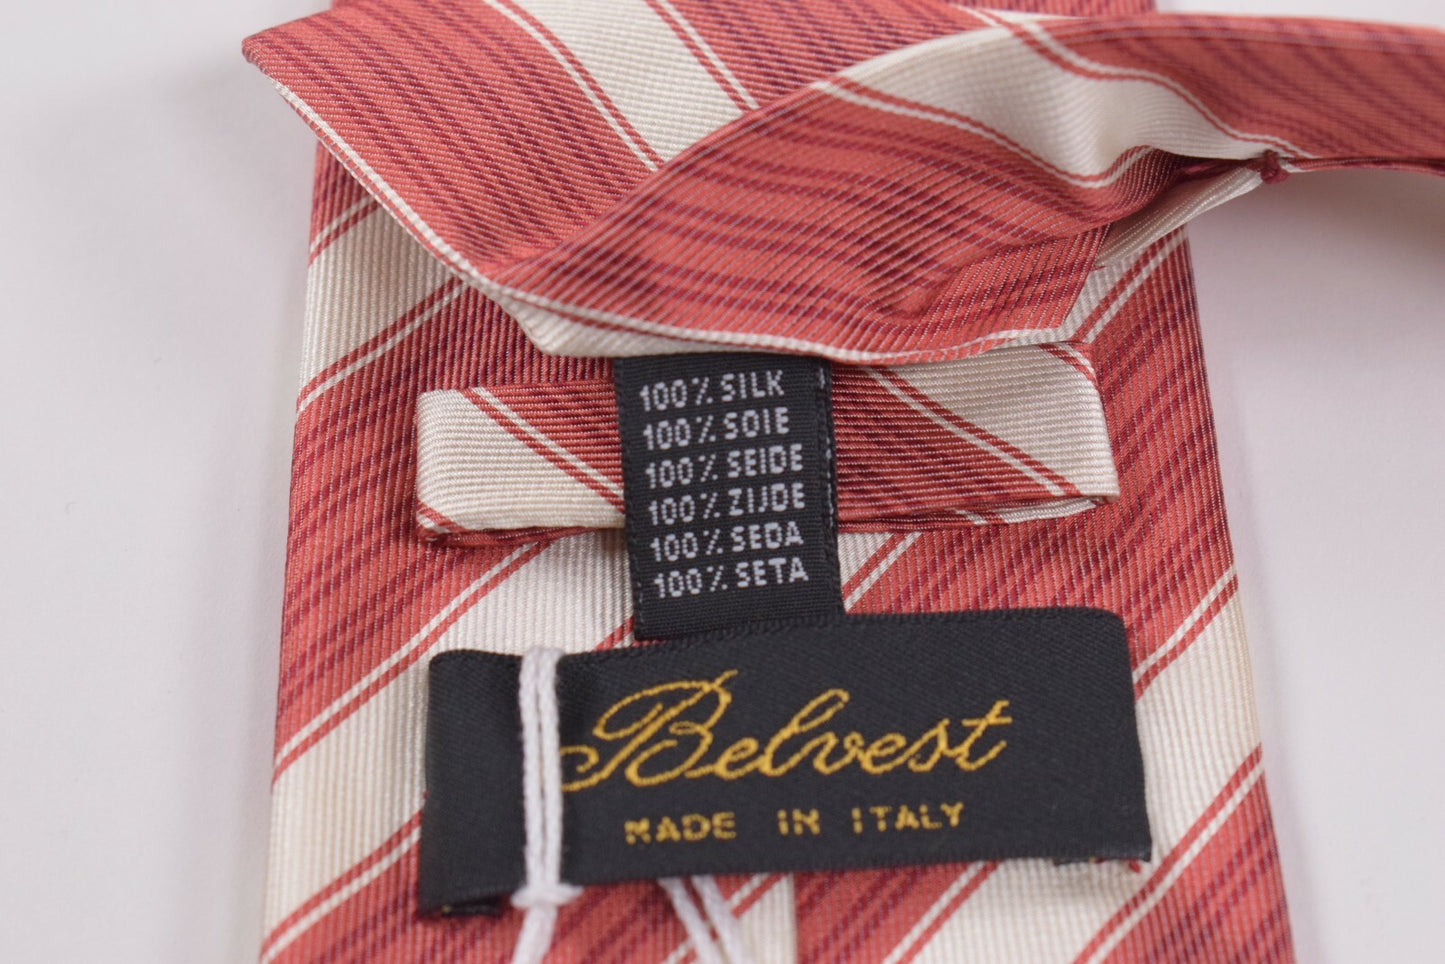 100% SILK
100% SOIE
100% SEIDE
100% ZIJDE
100% SEDA
100% SETA
Belvest
MADE IN ITALY